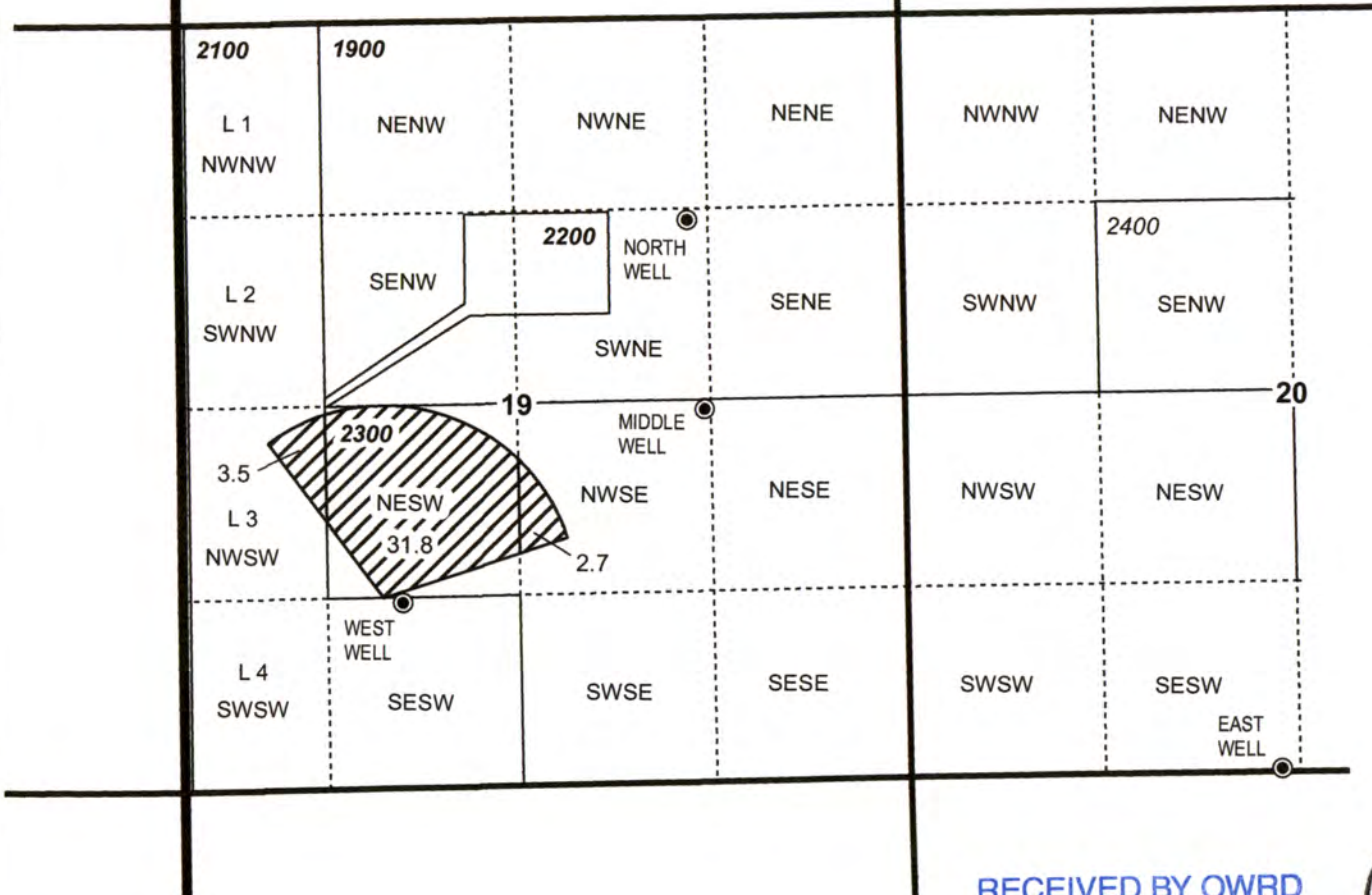 2100
1900
L 1
NWNW
NENW
NWNE
NENE
NWNW
NENW
2200
NORTH
WELL
2400
L 2
SWNW
SENW
SWNE
SENE
SWNW
SENW
19
20
MIDDLE
WELL
2300
3.5
L 3
NWSW
NESW
31.8
2.7
NWSE
NESE
NWSW
NESW
WEST
WELL
L 4
SWSW
SESW
SWSE
SESE
SWSW
SESW
EAST
WELL
RECEIVED BY OWRD